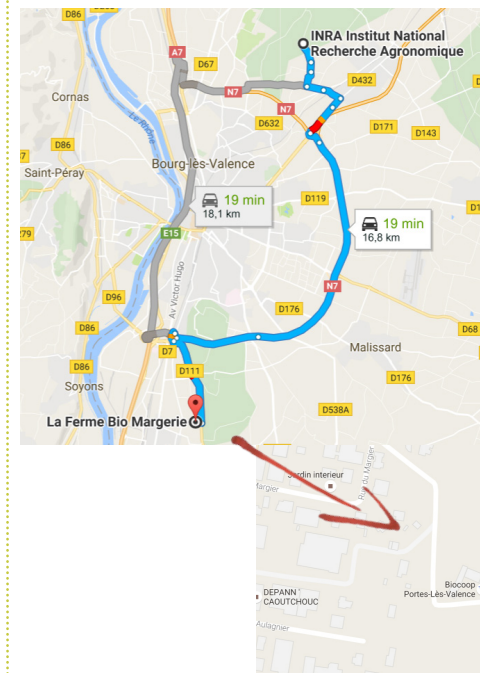 D86
INRA Institut National
Recherche Agronomique
A7
D67
D432
N7
Cornas
Le Rhône
N7
D632
D171
D143
D86
Bourg-lès-Valence
Saint-Péray
D119
19 min
18,1 km
19 min
16,8 km
E15
Av Victor Hugo
N7
D96
D176
D86
D68
D7
Malissard
D86
D111
D176
Soyons
D538A
La Ferme Bio Margerie
Jardin interieur
Rue du Margier
Margier
Biocoop
Portes-Lès-Valence
DEPANN
CAOUTCHOUC
Aulagnier